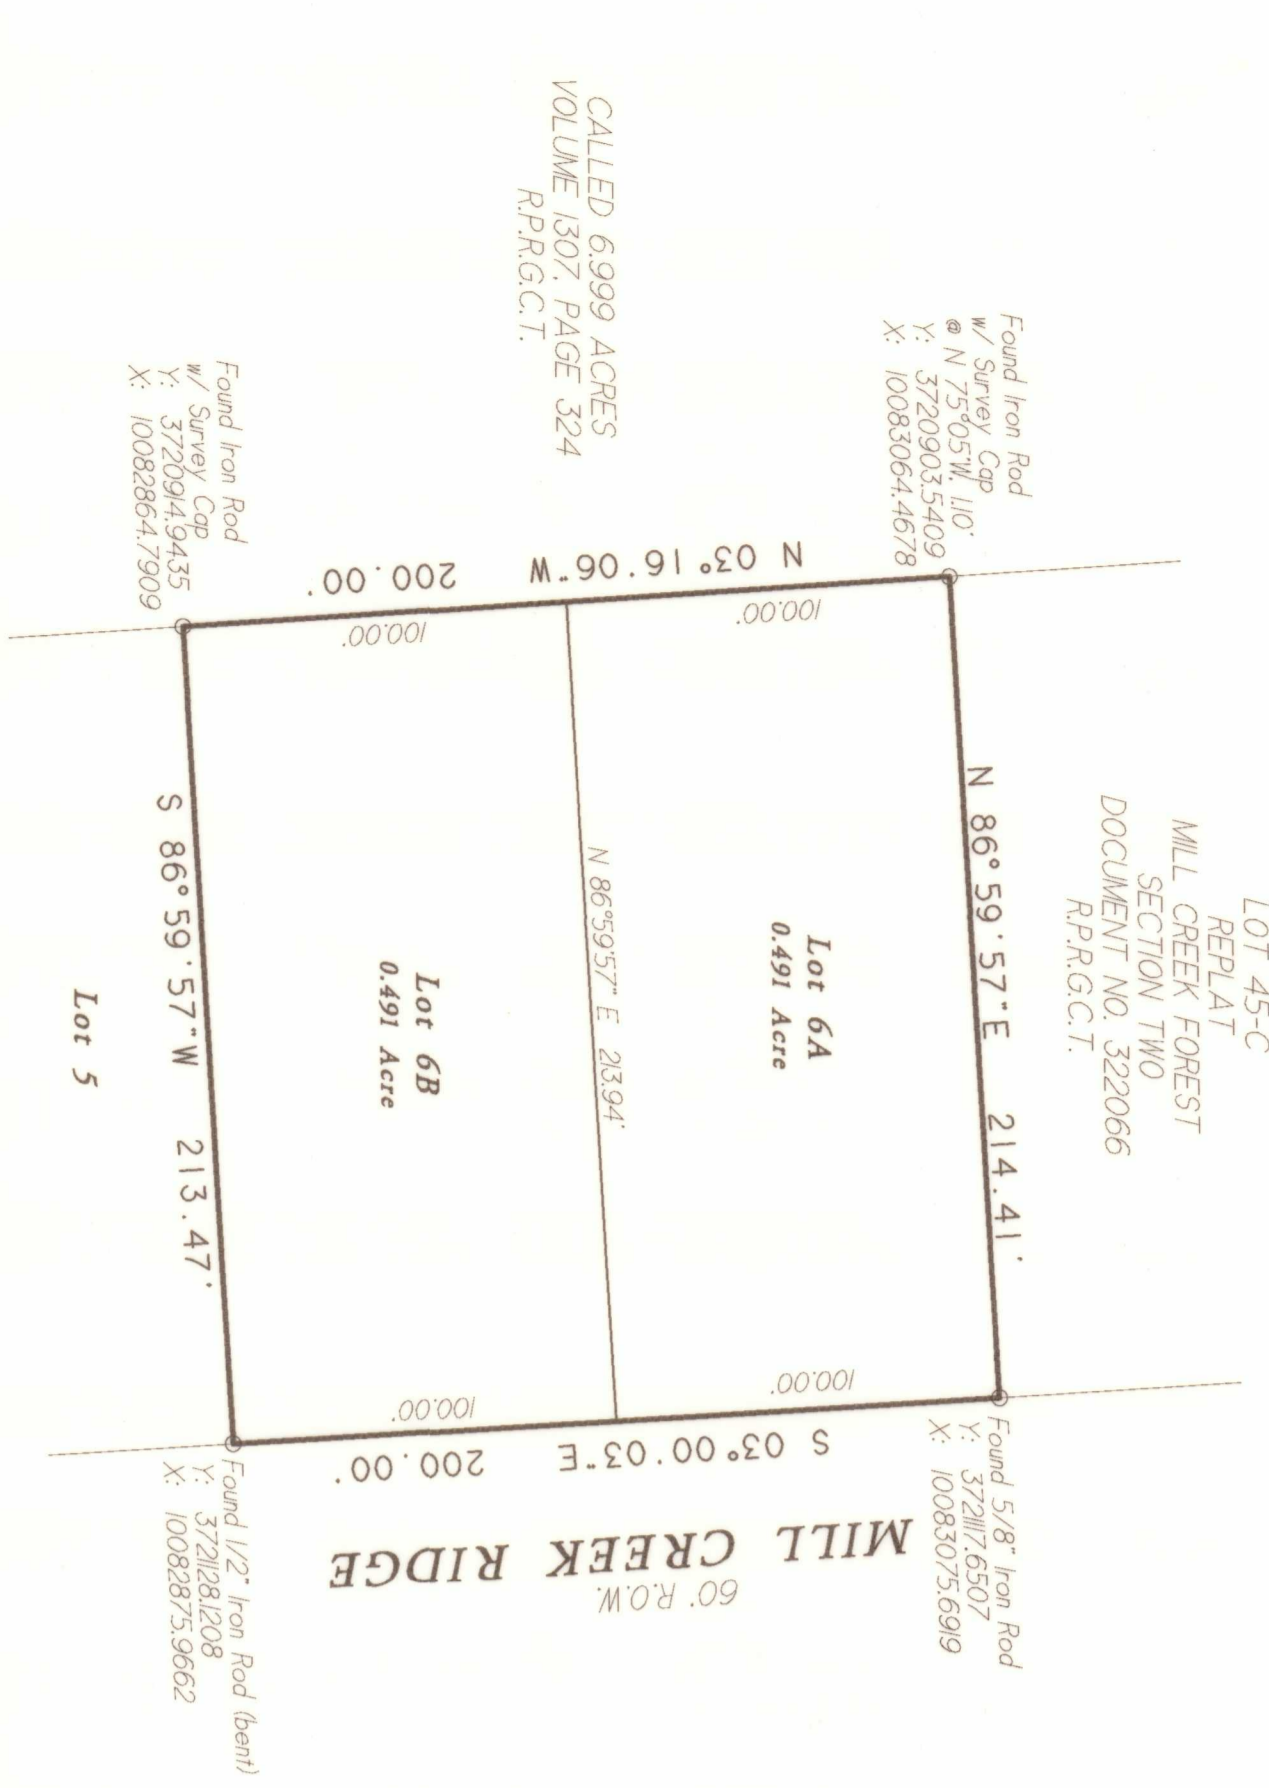 LOT 45-C
REPLAT
MILL CREEK FOREST
SECTION TWO
DOCUMENT NO. 322066
R.P.R.G.C.T.
Found Iron Rod
w/ Survey Cap
@ N 75°05'W, 1.10'
Y: 3720903.5409
X: 10083064.4678
N 86°59'57"E 214.41'
Found 5/8" Iron Rod
Y: 3721117.6507
X: 10083075.6919
CALLED 6.999 ACRES
VOLUME 1307, PAGE 324
R.P.R.G.C.T.
N 03°16'06"W 200.00'
100.00'
100.00'
Lot 6A
0.491 Acre
N 86°59'57" E 213.94'
Lot 6B
0.491 Acre
100.00'
100.00'
S 03°00'03"E 200.00'
MILL CREEK RIDGE
60' R.O.W.
Found Iron Rod
w/ Survey Cap
Y: 3720914.9435
X: 10082864.7909
S 86°59'57"W 213.47'
Found 1/2" Iron Rod (bent)
Y: 3721128.1208
X: 10082875.9662
Lot 5